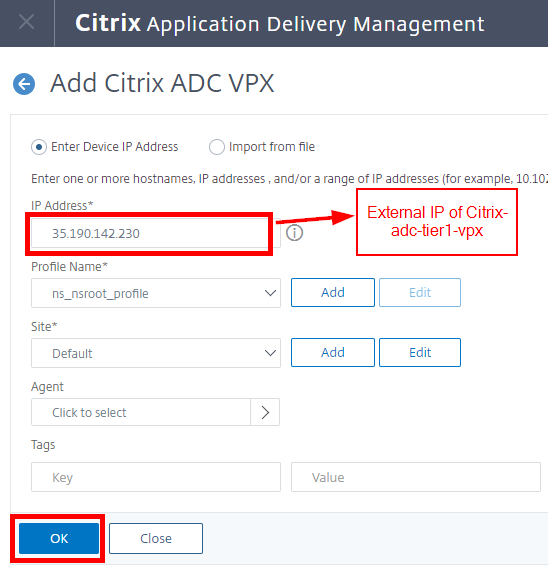 Citrix Application Delivery Management
Add Citrix ADC VPX
Enter Device IP Address Import from file
Enter one or more hostnames, IP addresses , and/or a range of IP addresses (for example, 10.102
IP Address*
35.190.142.230
External IP of Citrix-
adc-tier1-vpx
Profile Name*
ns_nsroot_profile Add Edit
Site*
Default Add Edit
Agent
Click to select
Tags
Key Value
OK Close